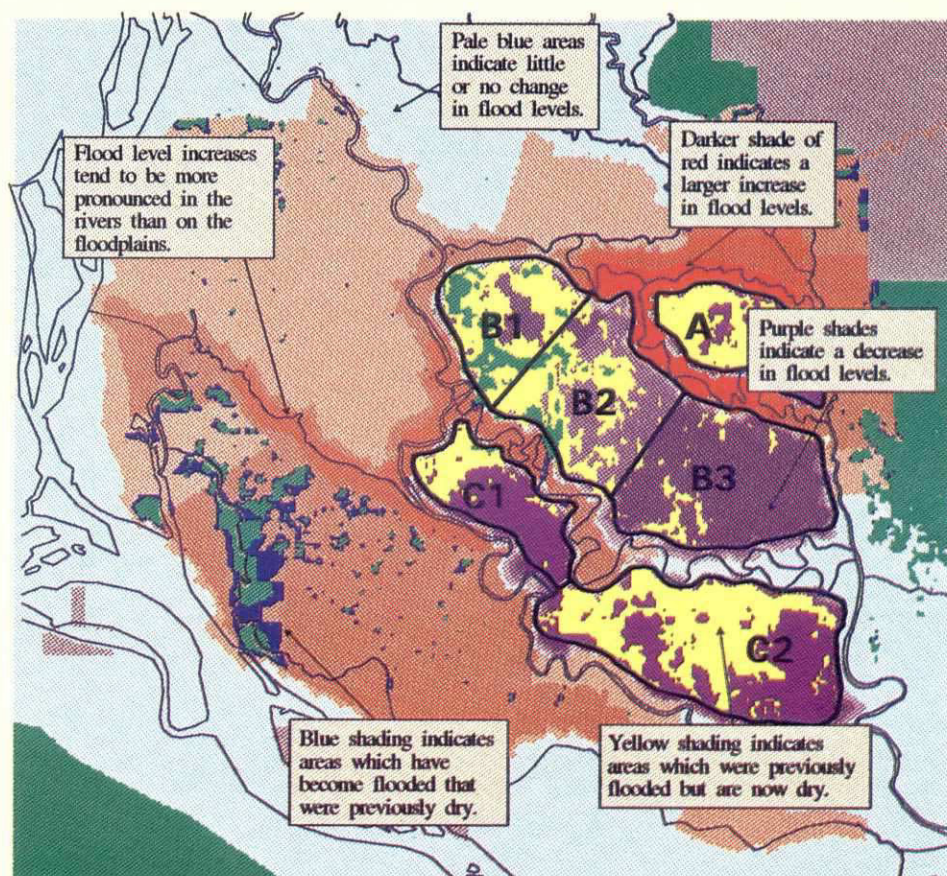 Pale blue areas
indicate little
or no change
in flood levels.
Flood level increases
tend to be more
pronounced in the
rivers than on the
floodplains.
Darker shade of
red indicates a
larger increase
in flood levels.
B1
A
Purple shades
indicate a decrease
in flood levels.
B2
B3
C1
C2
Blue shading indicates
areas which have
become flooded that
were previously dry.
Yellow shading indicates
areas which were previously
flooded but are now dry.